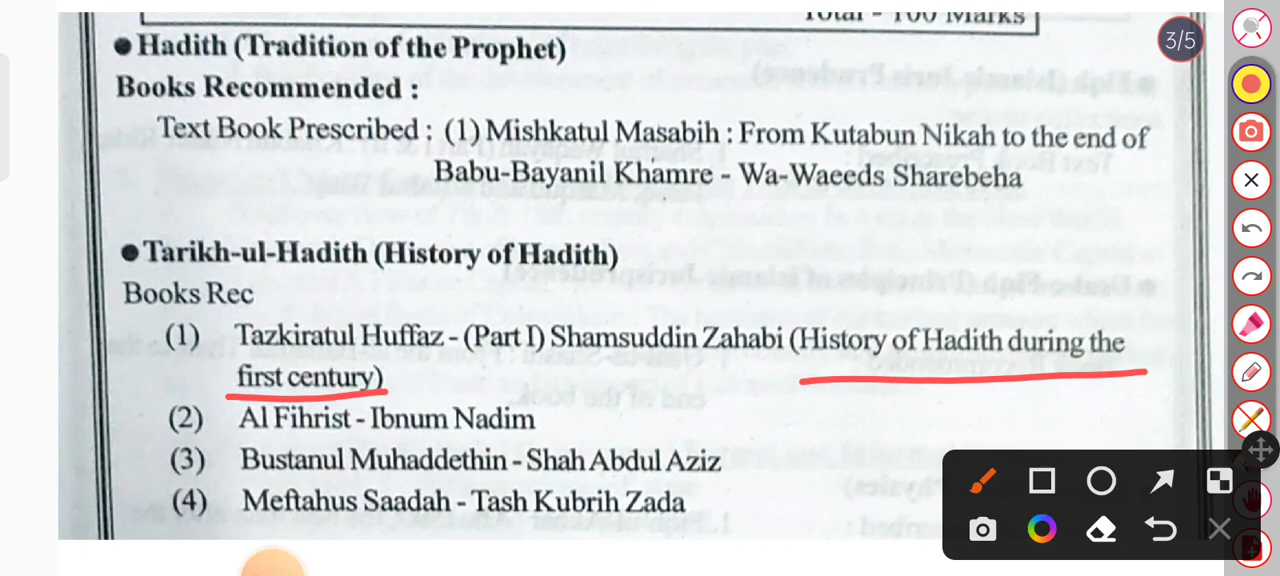 Total - 100 Marks
3/5
● Hadith (Tradition of the Prophet)
Books Recommended :
Text Book Prescribed : (1) Mishkatul Masabih : From Kutabun Nikah to the end of
Babu-Bayanil Khamre - Wa-Waeeds Sharebeha
● Tarikh-ul-Hadith (History of Hadith)
Books Rec
(1) Tazkiratul Huffaz - (Part I) Shamsuddin Zahabi (History of Hadith during the
first century)
(2) Al Fihrist - Ibnum Nadim
(3) Bustanul Muhaddethin - Shah Abdul Aziz
(4) Meftahus Saadah - Tash Kubrih Zada